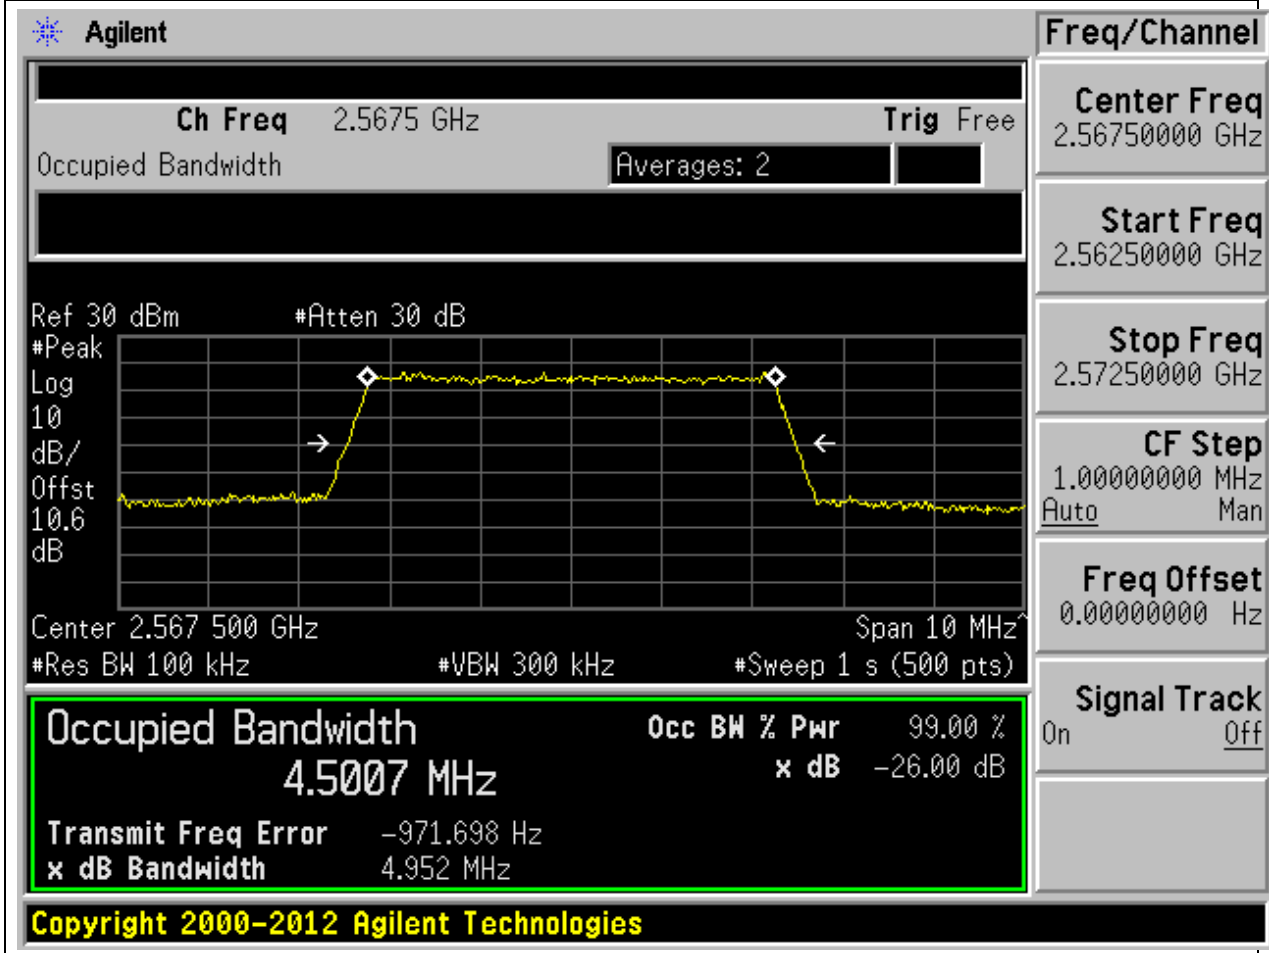 Agilent
Freq/Channel
Ch Freq 2.5675 GHz Trig Free
Occupied Bandwidth Averages: 2
Center Freq
2.56750000 GHz
Start Freq
2.56250000 GHz
Stop Freq
2.57250000 GHz
CF Step
1.00000000 MHz
Auto Man
Freq Offset
0.00000000 Hz
Signal Track
On Off
Ref 30 dBm #Atten 30 dB
#Peak
Log
10
dB/
Offst
10.6
dB
Center 2.567 500 GHz Span 10 MHz^
#Res BW 100 kHz #VBW 300 kHz #Sweep 1 s (500 pts)
Occupied Bandwidth Occ BW % Pwr 99.00 %
4.5007 MHz x dB -26.00 dB
Transmit Freq Error -971.698 Hz
x dB Bandwidth 4.952 MHz
Copyright 2000-2012 Agilent Technologies